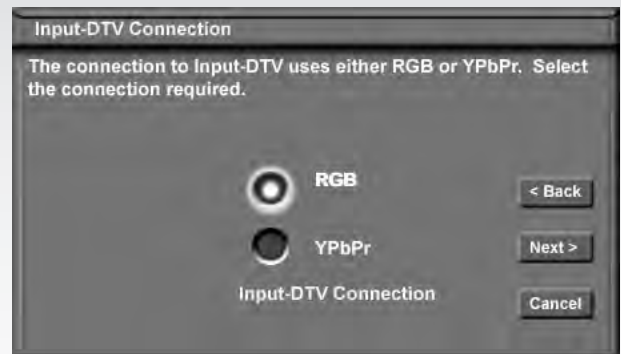 Input-DTV Connection
The connection to Input-DTV uses either RGB or YPbPr. Select
the connection required.
RGB
< Back
YPbPr
Next >
Input-DTV Connection
Cancel